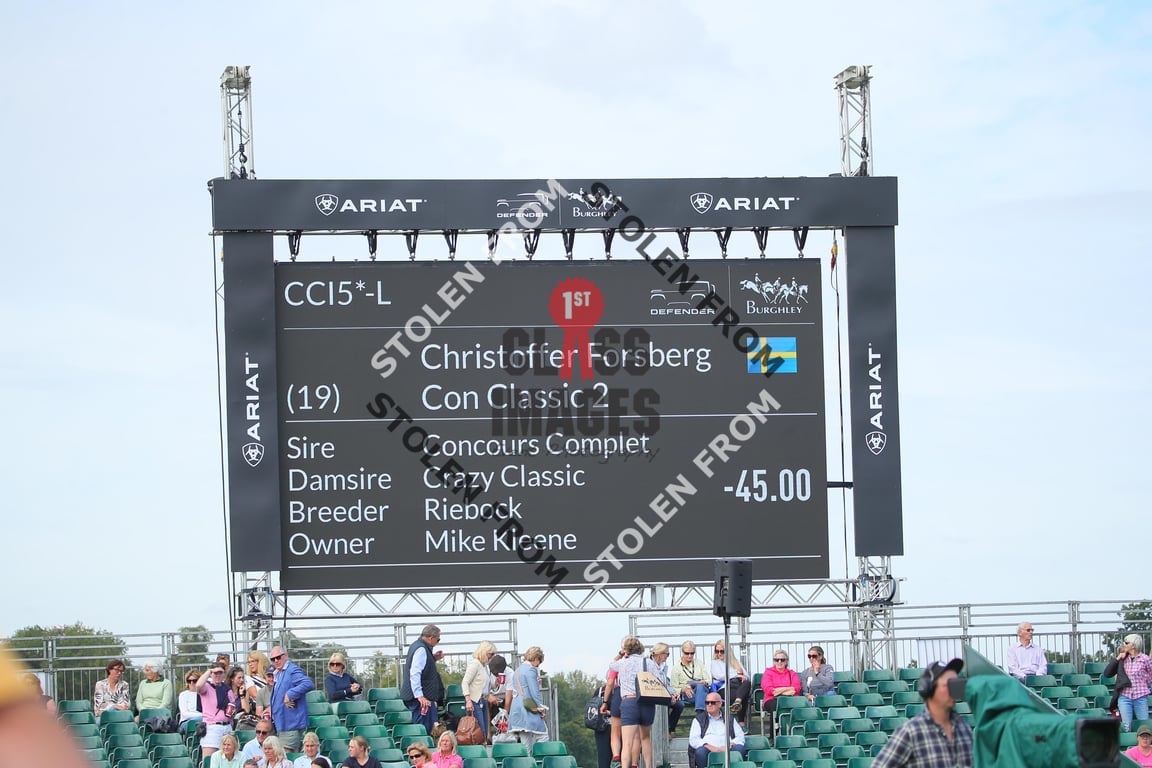 ARIAT
DEFENDER
BURGHLEY
ARIAT
CCI5*-L
DEFENDER
BURGHLEY
Christoffer Forsberg
(19) Con Classic 2
Sire Concours Complet
Damsire Crazy Classic
-45.00
Breeder Riebock
Owner Mike Kleene
ARIAT
ARIAT
STOLEN FROM
STOLEN FROM
STOLEN FROM
STOLEN FROM
1ST
CLASS
IMAGES